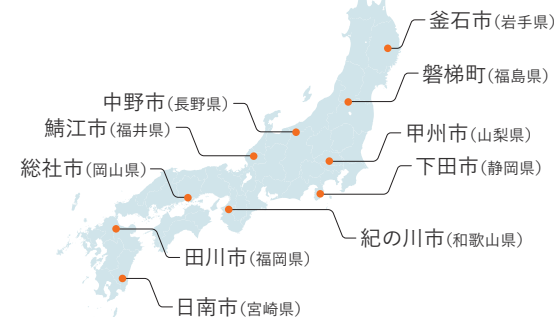 釜石市(岩手県)
磐梯町(福島県)
中野市(長野県)
鯖江市(福井県)
甲州市(山梨県)
総社市(岡山県)
下田市(静岡県)
紀の川市(和歌山県)
田川市(福岡県)
日南市(宮崎県)